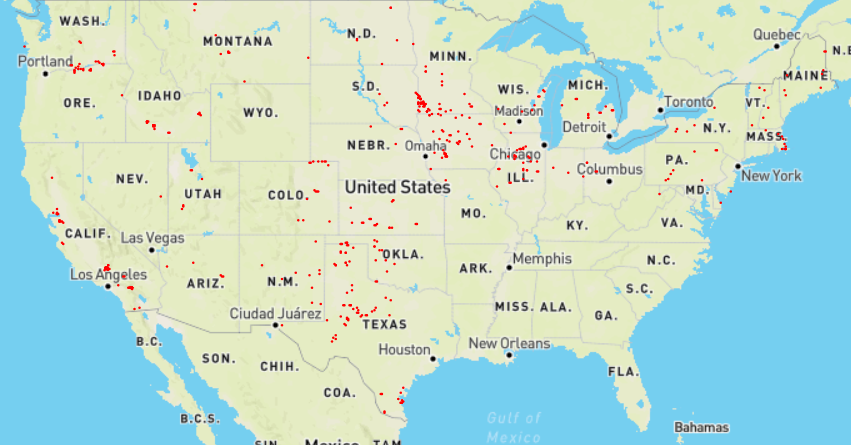 WASH.
MONTANA
N.D.
MINN.
Quebec
N.E
Portland
S.D.
WIS.
MICH.
MAINE
ORE.
IDAHO
WYO.
Madison
Toronto
VT.
Detroit
N.Y.
MASS.
NEBR.
Omaha
Chicago
PA.
NEV.
UTAH
COLO.
United States
ILL.
Columbus
MD.
New York
MO.
KY.
VA.
CALIF.
Las Vegas
OKLA.
Memphis
N.C.
Los Angeles
ARIZ.
N.M.
ARK.
S.C.
Ciudad Juárez
TEXAS
MISS.
ALA.
GA.
B.C.
SON.
CHIH.
Houston
New Orleans
FLA.
COA.
B.C.S.
Gulf of
Mexico
Bahamas
SIN.
Mexico
TAM